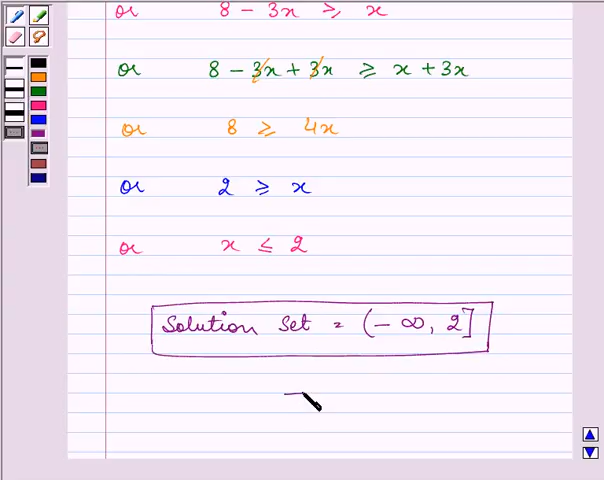 or 8 - 3x ≥ x
or 8 - 3x + 3x ≥ x + 3x
or 8 ≥ 4x
or 2 ≥ x
or x ≤ 2
Solution Set = (- ∞, 2]